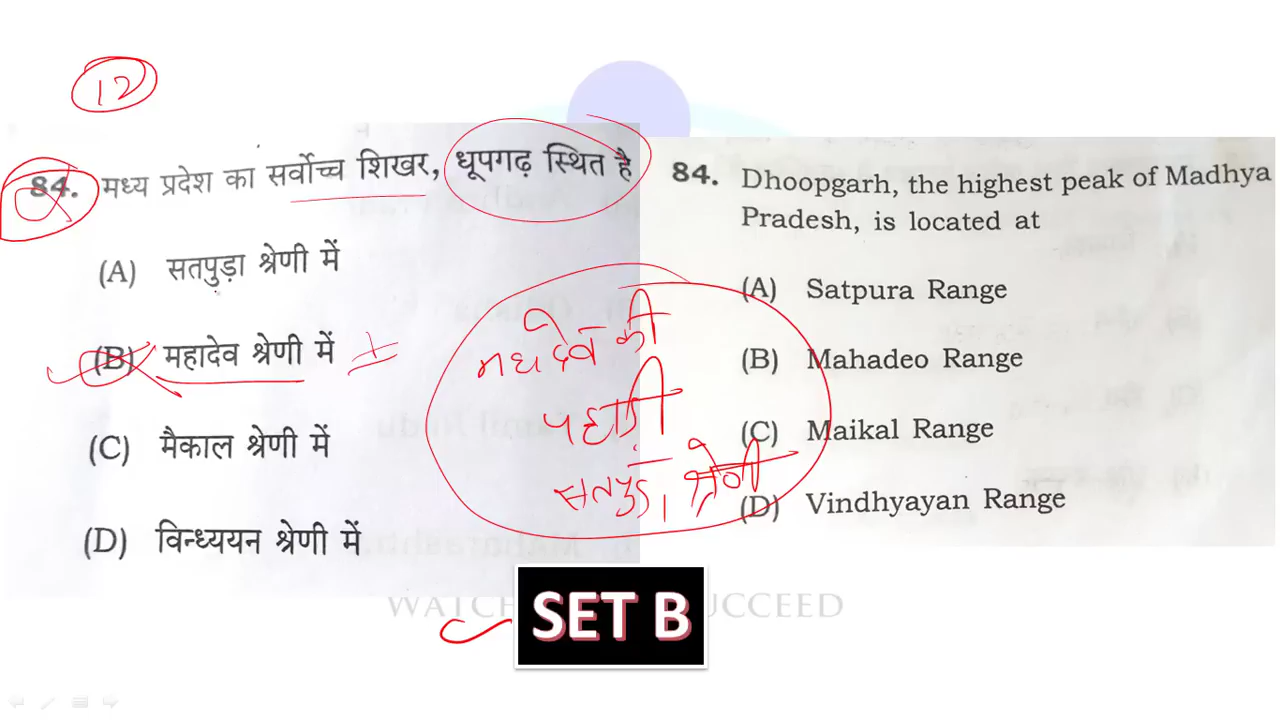 12
84. मध्य प्रदेश का सर्वोच्च शिखर, धूपगढ़ स्थित है
(A) सतपुड़ा श्रेणी में
(B) महादेव श्रेणी में
(C) मैकाल श्रेणी में
(D) विन्ध्ययन श्रेणी में
महादेव की
पहाड़ी
सतपुड़ा श्रेणी
84. Dhoopgarh, the highest peak of Madhya
Pradesh, is located at
(A) Satpura Range
(B) Mahadeo Range
(C) Maikal Range
(D) Vindhyayan Range
WATCH UCCEED
SET B